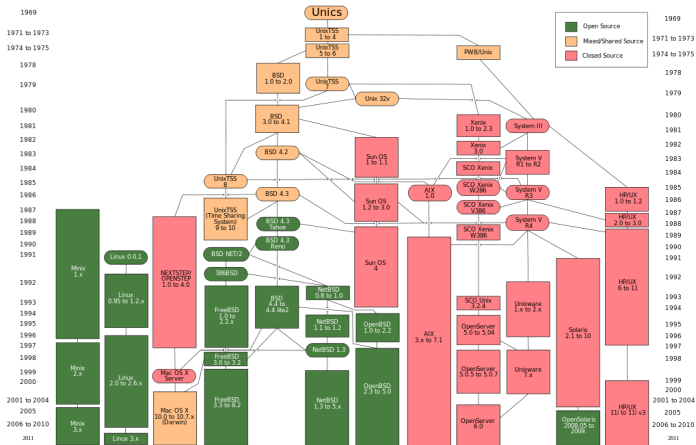 Unics
1969
1969
Open Source
Mixed/Shared Source
Closed Source
1971 to 1973
UnixTSS
1 to 4
1971 to 1973
1974 to 1975
UnixTSS
5 to 6
PWB/Unix
1974 to 1975
1978
BSD
1.0 to 2.0
1978
1979
UnixTSS
7
Unix 32v
1979
1980
BSD
3.0 to 4.1
Xenix
1.0 to 2.3
System III
1980
1981
1981
1982
BSD 4.2
Sun OS
1 to 1.1
Xenix
3.0
1982
1983
SCO Xenix
System V
R1 to R2
1983
1984
1984
1985
UnixTSS
8
BSD 4.3
Sun OS
1.2 to 3.0
AIX
1.0
SCO Xenix
W286
System V
R3
HP/UX
1.0 to 1.2
1985
1986
SCO Xenix
V386
1986
1987
UnixTSS
(Time Sharing
System)
9 to 10
HP/UX
2.0 to 3.0
1987
1988
BSD 4.3
Tahoe
SCO Xenix
W386
System V
R4
1988
1989
1989
1990
BSD 4.3
Reno
1990
1991
Linux 0.0.1
BSD NET/2
1991
Minix
1.x
NEXTSTEP/
OPENSTEP
1.0 to 4.0
386BSD
Sun OS
4
HP/UX
6 to 11
1992
Linux
0.95 to 1.2.x
BSD
4.4 to
4.4 lite2
NetBSD
0.8 to 1.0
1992
1993
FreeBSD
1.0 to
2.2.x
SCO Unix
3.2.4
Unixware
1.x to 2.x
1993
1994
1994
1995
NetBSD
1.1 to 1.2
OpenBSD
1.0 to 2.2
OpenServer
5.0 to 5.04
AIX
3.x to 7.1
Solaris
2.1 to 10
1995
1996
1996
1997
NetBSD 1.3
1997
1998
Minix
2.x
Linux
2.0 to 2.6.x
FreeBSD
3.0 to 3.2
OpenServer
5.0.5 to 5.0.7
Unixware
7.x
1998
1999
Mac OS X
Server
OpenBSD
2.3 to 5.0
1999
2000
2000
2001 to 2004
Mac OS X
10.0 to 10.7.x
(Darwin)
FreeBSD
3.3 to 8.2
NetBSD
1.3 to 5.x
2001 to 2004
2005
HP/UX
11i to 11i v3
2005
2006 to 2010
Minix
3.x
OpenServer
6.0
OpenSolaris
2008.05 to
2009.
2006 to 2010
2011
Linux 3.x
2011